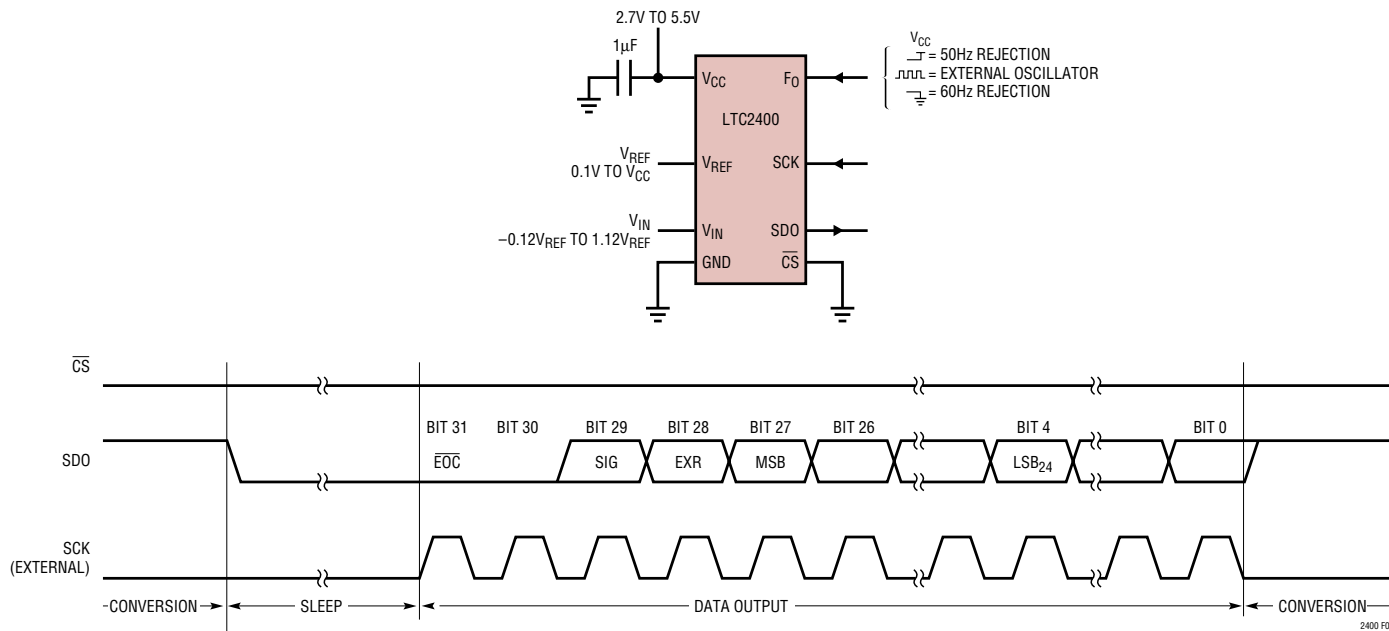 2.7V TO 5.5V
1µF
VCC
FO
VCC
= 50Hz REJECTION
= EXTERNAL OSCILLATOR
= 60Hz REJECTION
LTC2400
VREF
0.1V TO VCC
VREF
SCK
VIN
−0.12VREF TO 1.12VREF
VIN
SDO
GND
CS
CS
BIT 31
BIT 30
BIT 29
BIT 28
BIT 27
BIT 26
BIT 4
BIT 0
SDO
EOC
SIG
EXR
MSB
LSB24
SCK
(EXTERNAL)
CONVERSION
SLEEP
DATA OUTPUT
CONVERSION